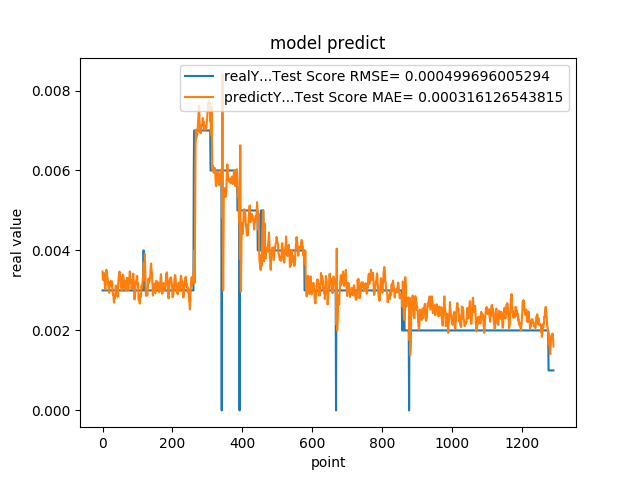 model predict
realY...Test Score RMSE= 0.000499696005294
predictY...Test Score MAE= 0.000316126543815
0.008
0.006
0.004
0.002
0.000
real value
0 200 400 600 800 1000 1200
point